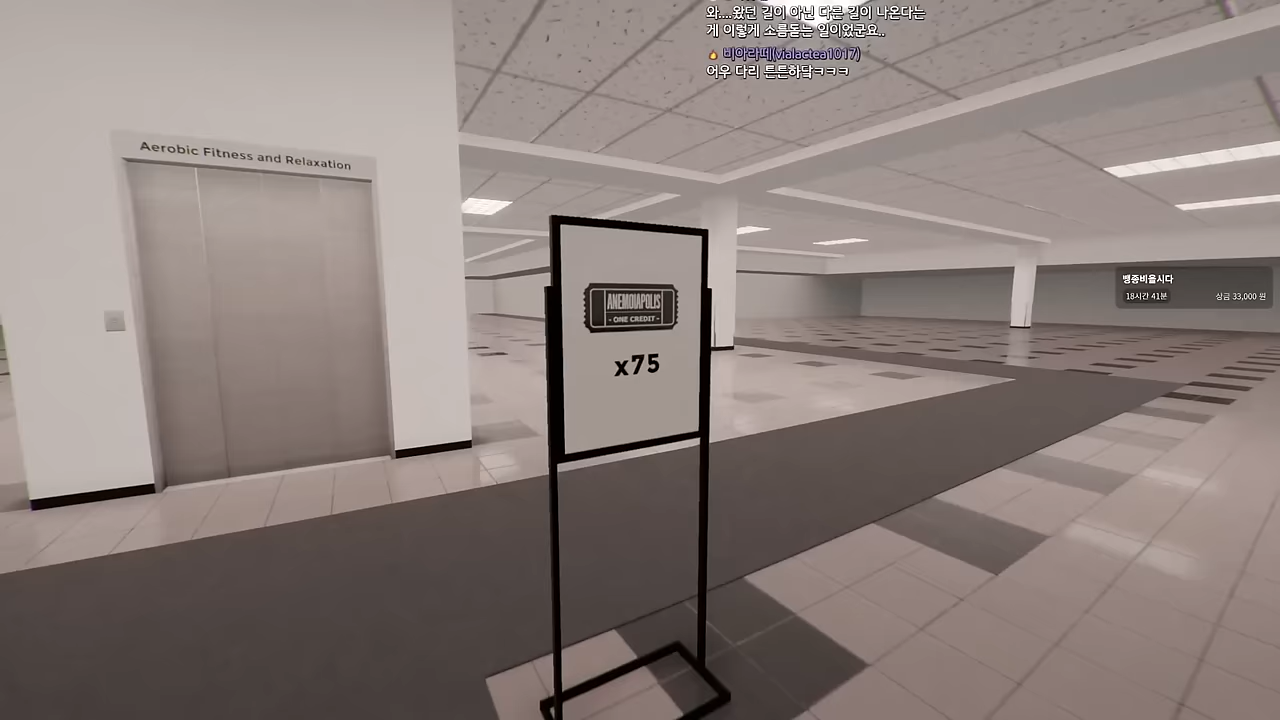 와....왔던 길이 아닌 다른 길이 나온다는
게 이렇게 소름돋는 일이었군요..
비아라떼(vialactea1017)
어우 다리 튼튼하닼ㅋㅋㅋ
Aerobic Fitness and Relaxation
ANEMOIAPOLIS
- ONE CREDIT -
x75
벵종비올시다
18시간 41분
상금 33,000 원